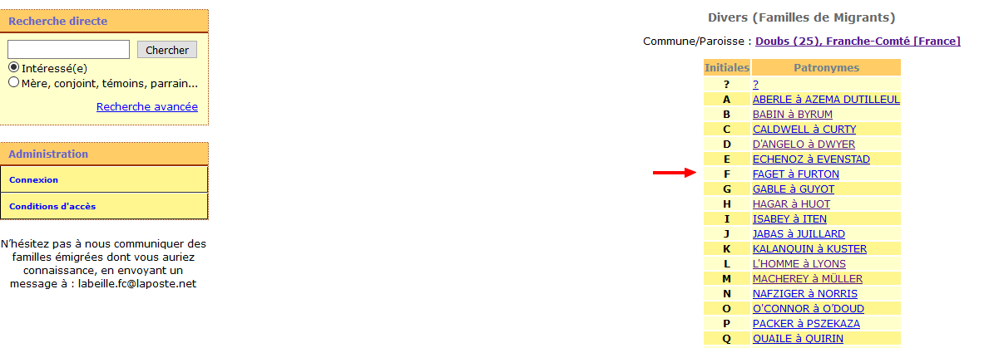 Recherche directe
Chercher
Intéressé(e)
Mère, conjoint, témoins, parrain...
Recherche avancée
Administration
Connexion
Conditions d'accès
N'hésitez pas à nous communiquer des
familles émigrées dont vous auriez
connaissance, en envoyant un
message à : labeille.fc@laposte.net
Divers (Familles de Migrants)
Commune/Paroisse : Doubs (25), Franche-Comté [France]
Initiales Patronymes
? ?
A ABERLE à AZEMA DUTILLEUL
B BABIN à BYRUM
C CALDWELL à CURTY
D D'ANGELO à DWYER
E ECHENOZ à EVENSTAD
F FAGET à FURTON
G GABLE à GUYOT
H HAGAR à HUOT
I ISABEY à ITEN
J JABAS à JUILLARD
K KALANQUIN à KUSTER
L L'HOMME à LYONS
M MACHEREY à MÜLLER
N NAFZIGER à NORRIS
O O'CONNOR à O’DOUD
P PACKER à PSZEKAZA
Q QUAILE à QUIRIN